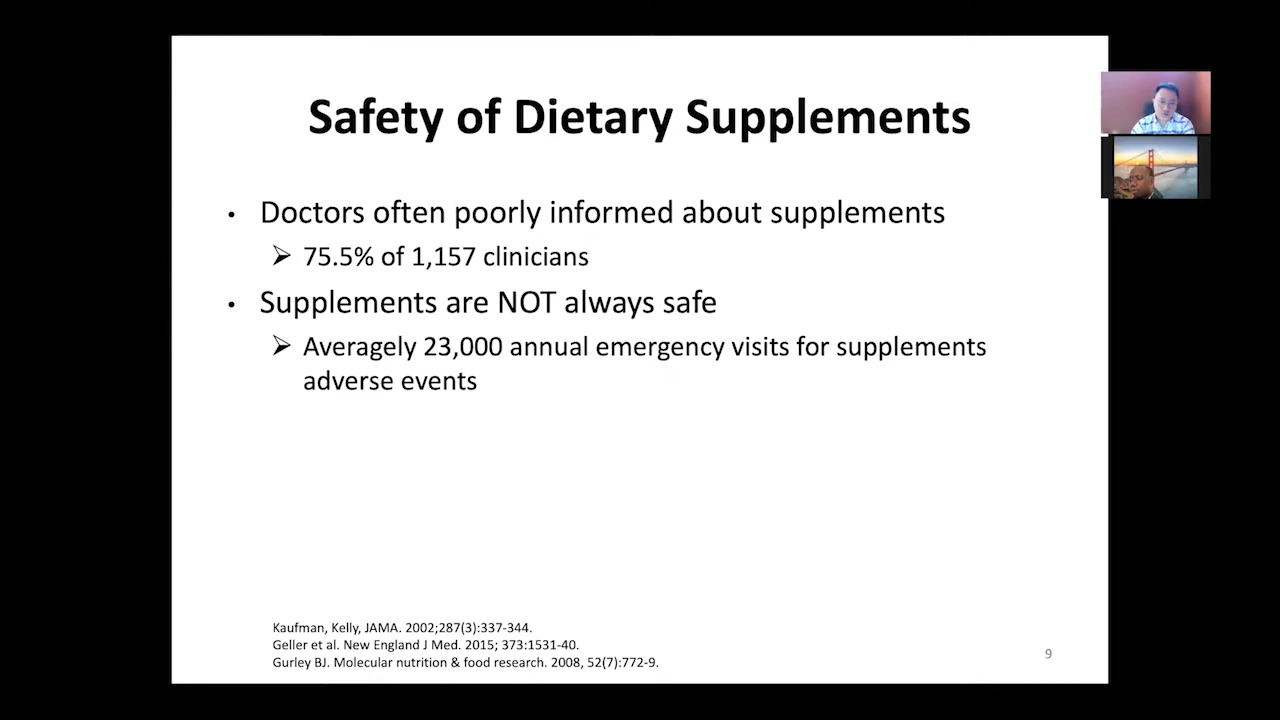 Safety of Dietary Supplements
• Doctors often poorly informed about supplements
➢ 75.5% of 1,157 clinicians
• Supplements are NOT always safe
➢ Averagely 23,000 annual emergency visits for supplements
adverse events
Kaufman, Kelly, JAMA. 2002;287(3):337-344.
Geller et al. New England J Med. 2015; 373:1531-40.
Gurley BJ. Molecular nutrition & food research. 2008, 52(7):772-9.
9